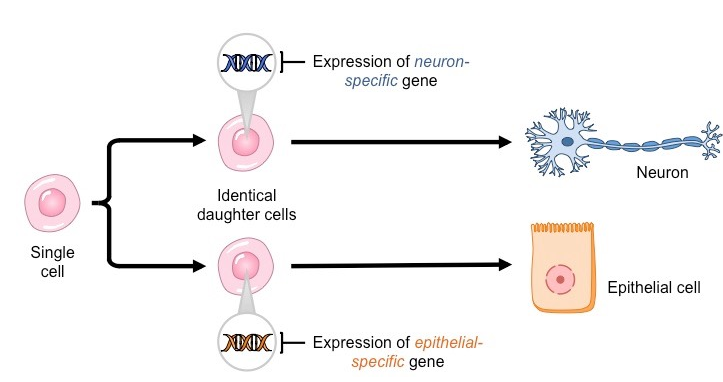 Expression of neuron-
specific gene
Identical
daughter cells
Neuron
Single
cell
Epithelial cell
Expression of epithelial-
specific gene